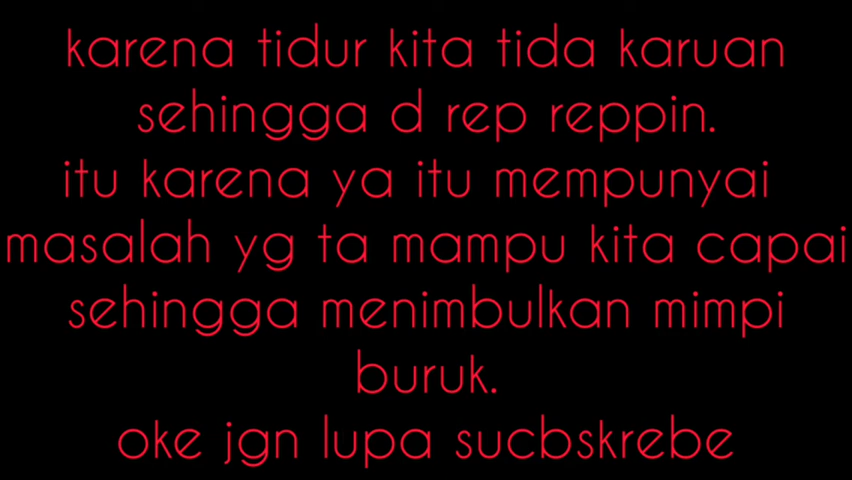 karena tidur kita tida karuan
sehingga d rep reppin.
itu karena ya itu mempunyai
masalah yg ta mampu kita capai
sehingga menimbulkan mimpi
buruk.
oke jgn lupa sucbskrebe